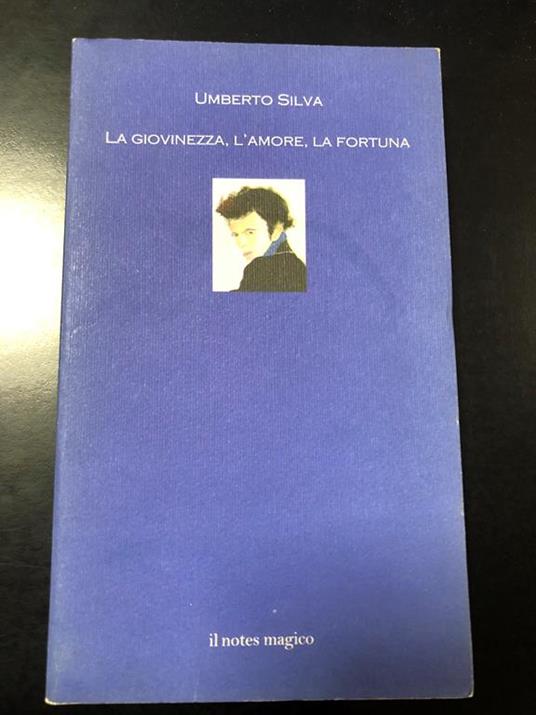 Umberto Silva
La giovinezza, l'amore, la fortuna
il notes magico